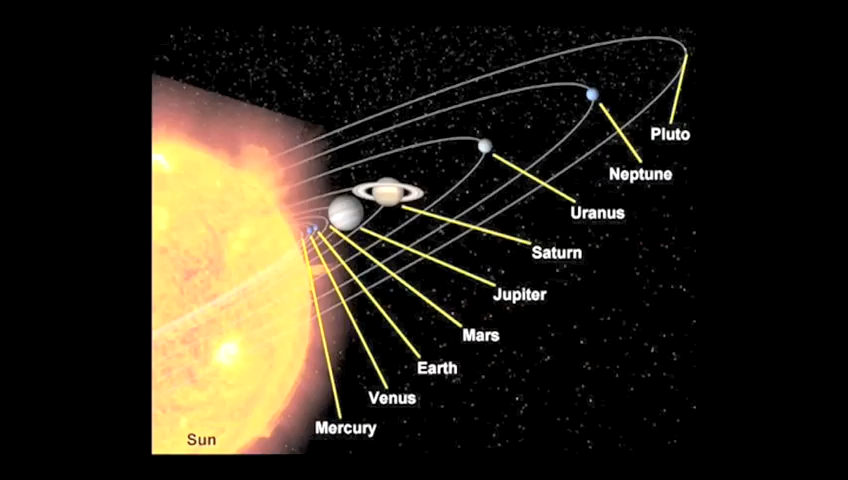 Pluto
Neptune
Uranus
Saturn
Jupiter
Mars
Earth
Venus
Mercury
Sun